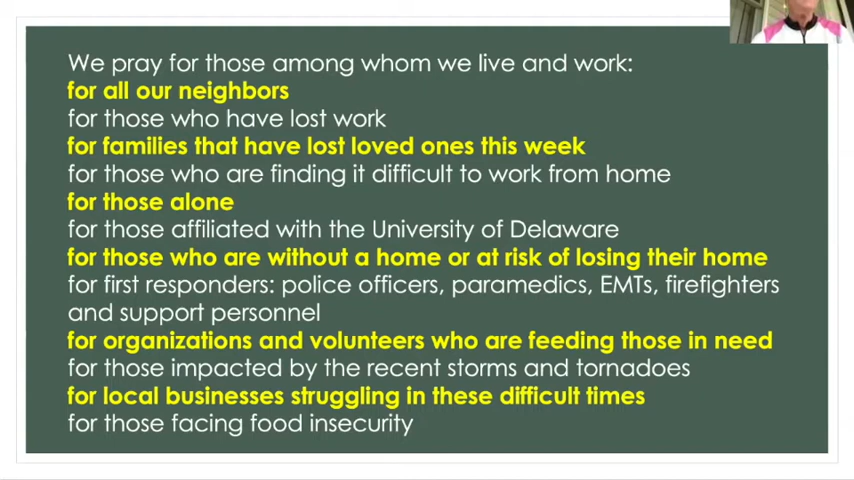 We pray for those among whom we live and work:
for all our neighbors
for those who have lost work
for families that have lost loved ones this week
for those who are finding it difficult to work from home
for those alone
for those affiliated with the University of Delaware
for those who are without a home or at risk of losing their home
for first responders: police officers, paramedics, EMTs, firefighters
and support personnel
for organizations and volunteers who are feeding those in need
for those impacted by the recent storms and tornadoes
for local businesses struggling in these difficult times
for those facing food insecurity